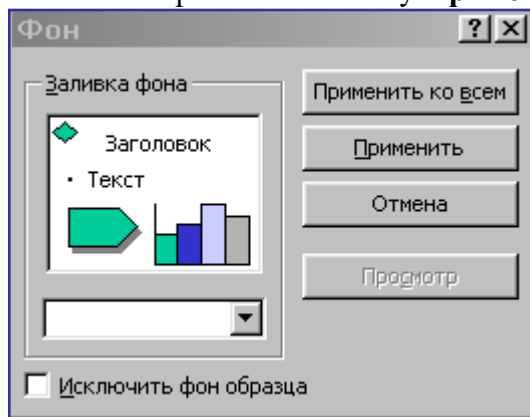 Фон
Заливка фона
Заголовок
• Текст
Применить ко всем
Применить
Отмена
Просмотр
Исключить фон образца